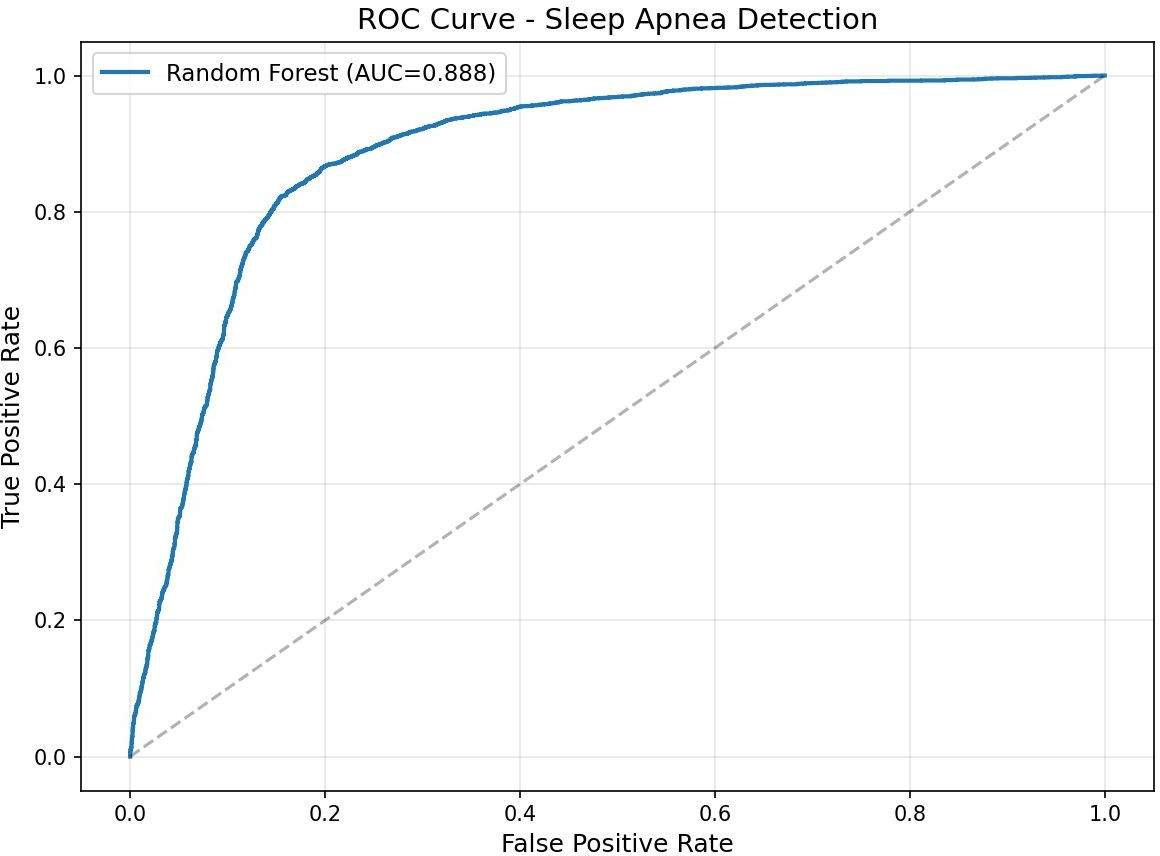 ROC Curve - Sleep Apnea Detection
Random Forest (AUC=0.888)
True Positive Rate
1.0
0.8
0.6
0.4
0.2
0.0
0.0 0.2 0.4 0.6 0.8 1.0
False Positive Rate